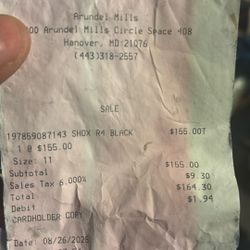 Arundel Mills
00 Arundel Mills Circle Space 408
Hanover, MD 21076
(443)318-2557
SALE
197859087143 SHOX R4 BLACK $155.00T
1 @ $155.00
Size: 11
Subtotal $155.00
Sales Tax 6.000% $9.30
Total $164.30
Debit $1.94
CARDHOLDER COPY
Date: 08/26/2025